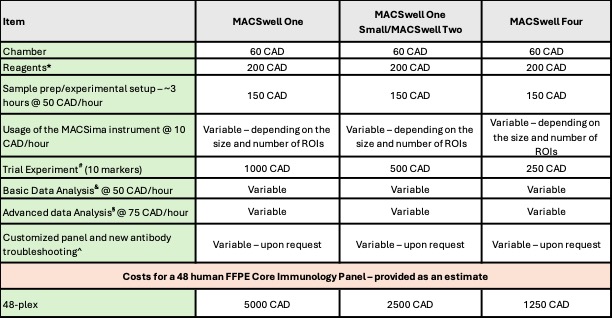 Item
MACSwell One
MACSwell One
Small/MACSwell Two
MACSwell Four
Chamber
60 CAD
60 CAD
60 CAD
Reagents*
200 CAD
200 CAD
200 CAD
Sample prep/experimental setup – ~3
hours @ 50 CAD/hour
150 CAD
150 CAD
150 CAD
Usage of the MACSima instrument @ 10
CAD/hour
Variable – depending on the
size and number of ROIs
Variable – depending on the
size and number of ROIs
Variable – depending on
the size and number of
ROIs
Trial Experiment# (10 markers)
1000 CAD
500 CAD
250 CAD
Basic Data Analysis& @ 50 CAD/hour
Variable
Variable
Variable
Advanced data Analysis§ @ 75 CAD/hour
Variable
Variable
Variable
Customized panel and new antibody
troubleshooting^
Variable – upon request
Variable – upon request
Variable – upon request
Costs for a 48 human FFPE Core Immunology Panel – provided as an estimate
48-plex
5000 CAD
2500 CAD
1250 CAD